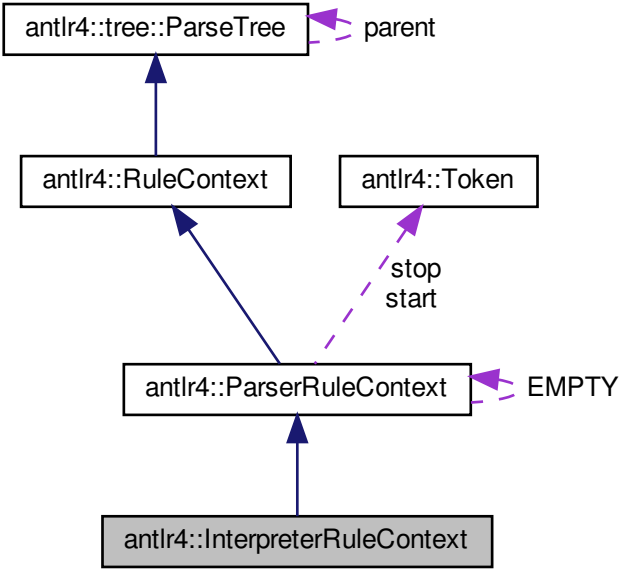 antlr4::tree::ParseTree
parent
antlr4::RuleContext
antlr4::Token
stop
start
antlr4::ParserRuleContext
EMPTY
antlr4::InterpreterRuleContext